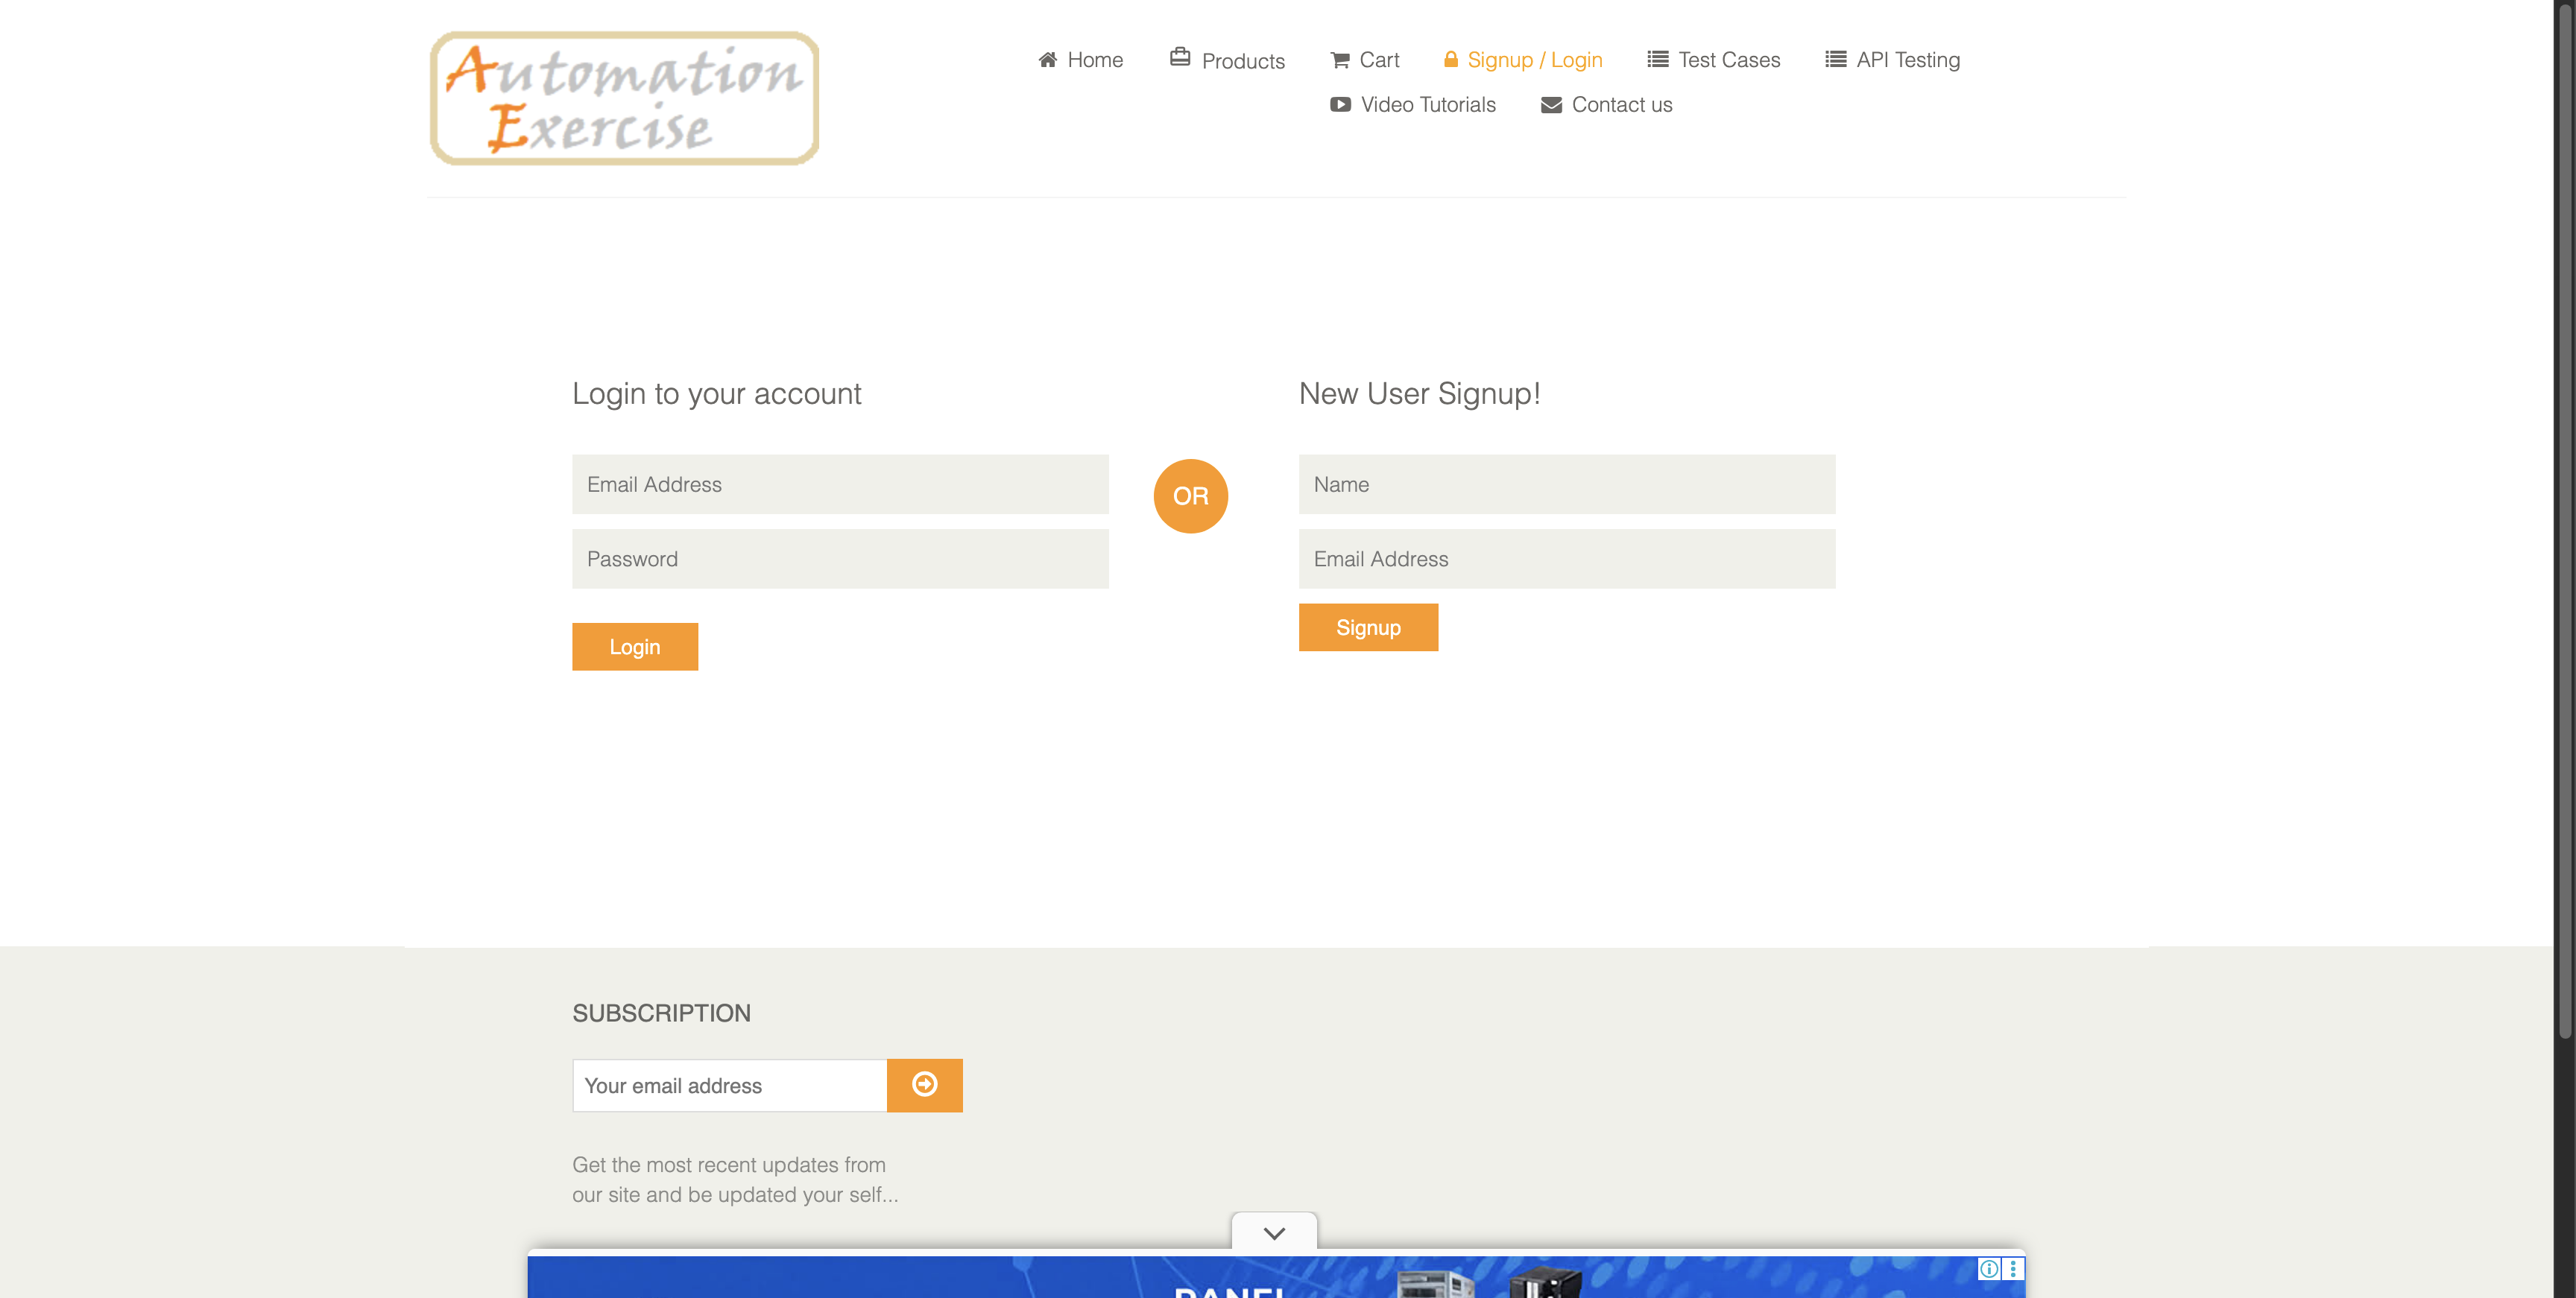 Automation
Exercise
Home
Products
Cart
Signup / Login
Test Cases
API Testing
Video Tutorials
Contact us
Login to your account
Email Address
Password
Login
OR
New User Signup!
Name
Email Address
Signup
SUBSCRIPTION
Your email address
Get the most recent updates from
our site and be updated your self...
PANEL